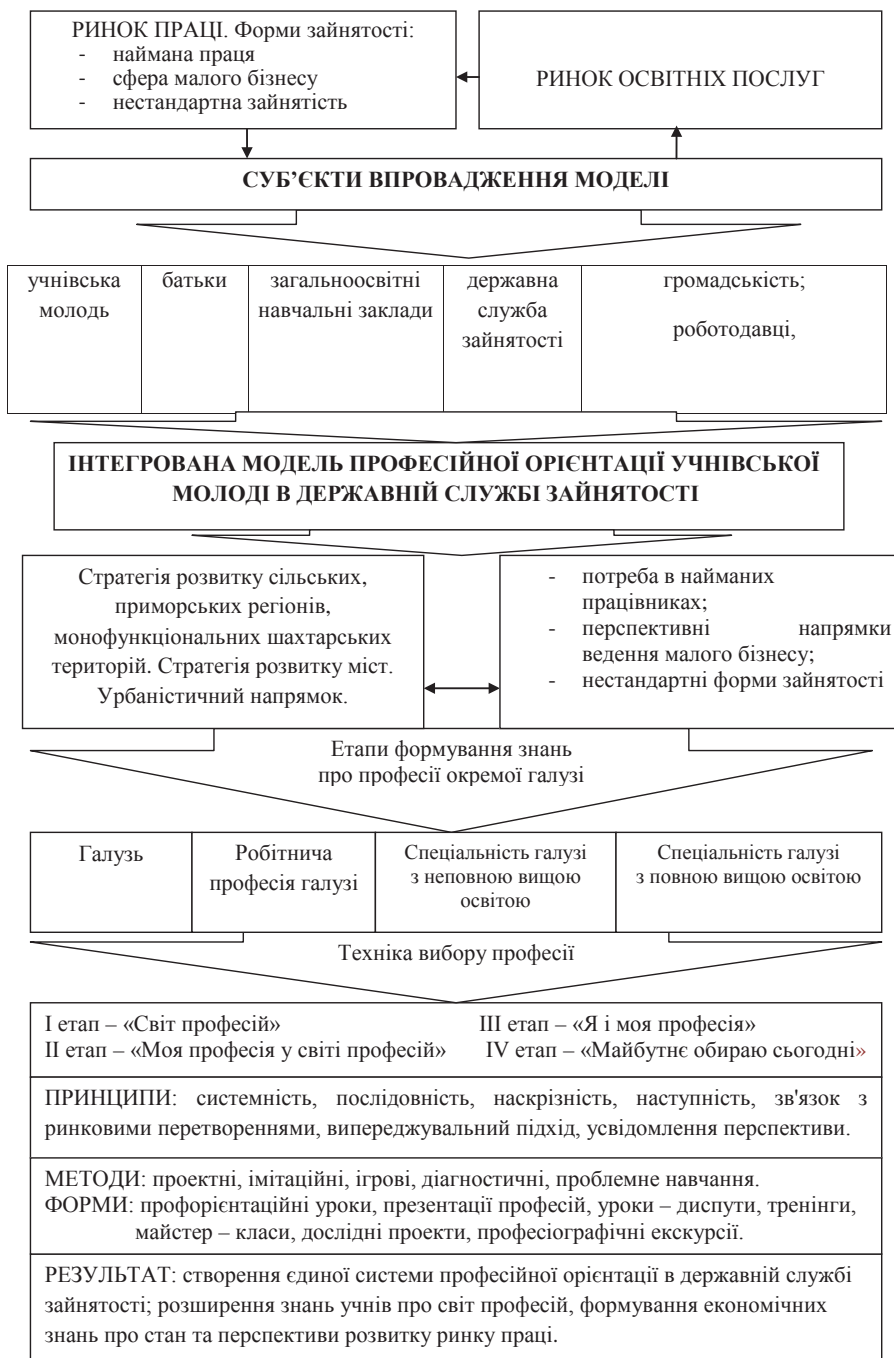 РИНОК ПРАЦІ. Форми зайнятості:
- наймана праця
- сфера малого бізнесу
- нестандартна зайнятість
РИНОК ОСВІТНІХ ПОСЛУГ
СУБ’ЄКТИ ВПРОВАДЖЕННЯ МОДЕЛІ
учнівська
молодь
батьки
загальноосвітні
навчальні заклади
державна
служба
зайнятості
громадськість;
роботодавці,
ІНТЕГРОВАНА МОДЕЛЬ ПРОФЕСІЙНОЇ ОРІЄНТАЦІЇ УЧНІВСЬКОЇ
МОЛОДІ В ДЕРЖАВНІЙ СЛУЖБІ ЗАЙНЯТОСТІ
Стратегія розвитку сільських,
приморських регіонів,
монофункціональних шахтарських
територій. Стратегія розвитку міст.
Урбаністичний напрямок.
- потреба в найманих
працівниках;
- перспективні напрямки
ведення малого бізнесу;
- нестандартні форми зайнятості
Етапи формування знань
про професії окремої галузі
Галузь
Робітнича
професія галузі
Спеціальність галузі
з неповною вищою
освітою
Спеціальність галузі
з повною вищою освітою
Техніка вибору професії
І етап – «Світ професій» ІІІ етап – «Я і моя професія»
ІІ етап – «Моя професія у світі професій» IV етап – «Майбутнє обираю сьогодні»
ПРИНЦИПИ: системність, послідовність, наскрізність, наступність, зв'язок з
ринковими перетвореннями, випереджувальний підхід, усвідомлення перспективи.
МЕТОДИ: проектні, імітаційні, ігрові, діагностичні, проблемне навчання.
ФОРМИ: профорієнтаційні уроки, презентації професій, уроки – диспути, тренінги,
майстер – класи, дослідні проекти, професіографічні екскурсії.
РЕЗУЛЬТАТ: створення єдиної системи професійної орієнтації в державній службі
зайнятості; розширення знань учнів про світ професій, формування економічних
знань про стан та перспективи розвитку ринку праці.